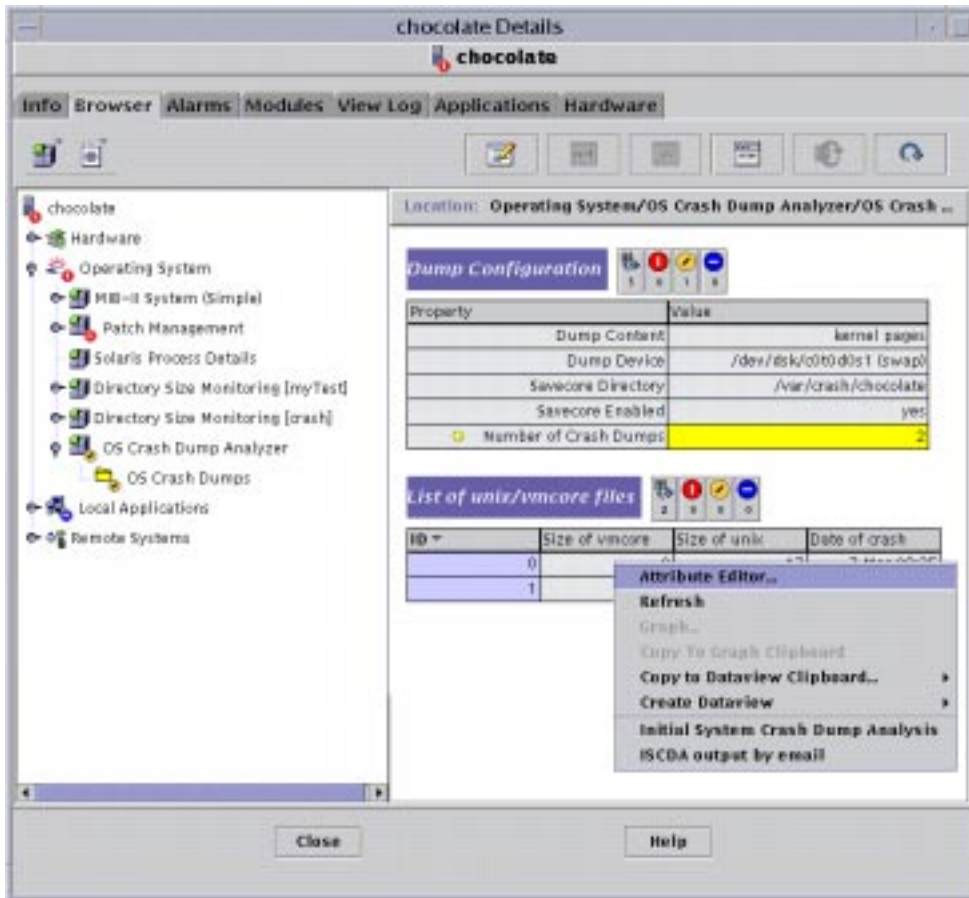 chocolate Details
chocolate
Info Browser Alarms Modules View Log Applications Hardware
chocolate
Hardware
Operating System
MIB-II System (Simple)
Patch Management
Solaris Process Details
Directory Size Monitoring [myTest]
Directory Size Monitoring [crash]
OS Crash Dump Analyzer
OS Crash Dumps
Local Applications
Remote Systems
Location: Operating System/OS Crash Dump Analyzer/OS Crash ...
Dump Configuration
Property Value
Dump Content kernel pages
Dump Device /dev/dsk/c0t0d0s1 (swap)
Savecore Directory /var/crash/chocolate
Savecore Enabled yes
Number of Crash Dumps 2
List of unix/vmcore files
ID Size of vmcore Size of unix Date of crash
0
1
Attribute Editor...
Refresh
Graph...
Copy To Graph Clipboard
Copy to Dataview Clipboard...
Create Dataview
Initial System Crash Dump Analysis
ISCDA output by email
Close Help